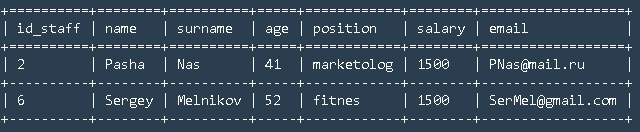 id_staff name surname age position salary email
2 Pasha Nas 41 marketolog 1500 PNas@mail.ru
6 Sergey Melnikov 52 fitnes 1500 SerMel@gmail.com